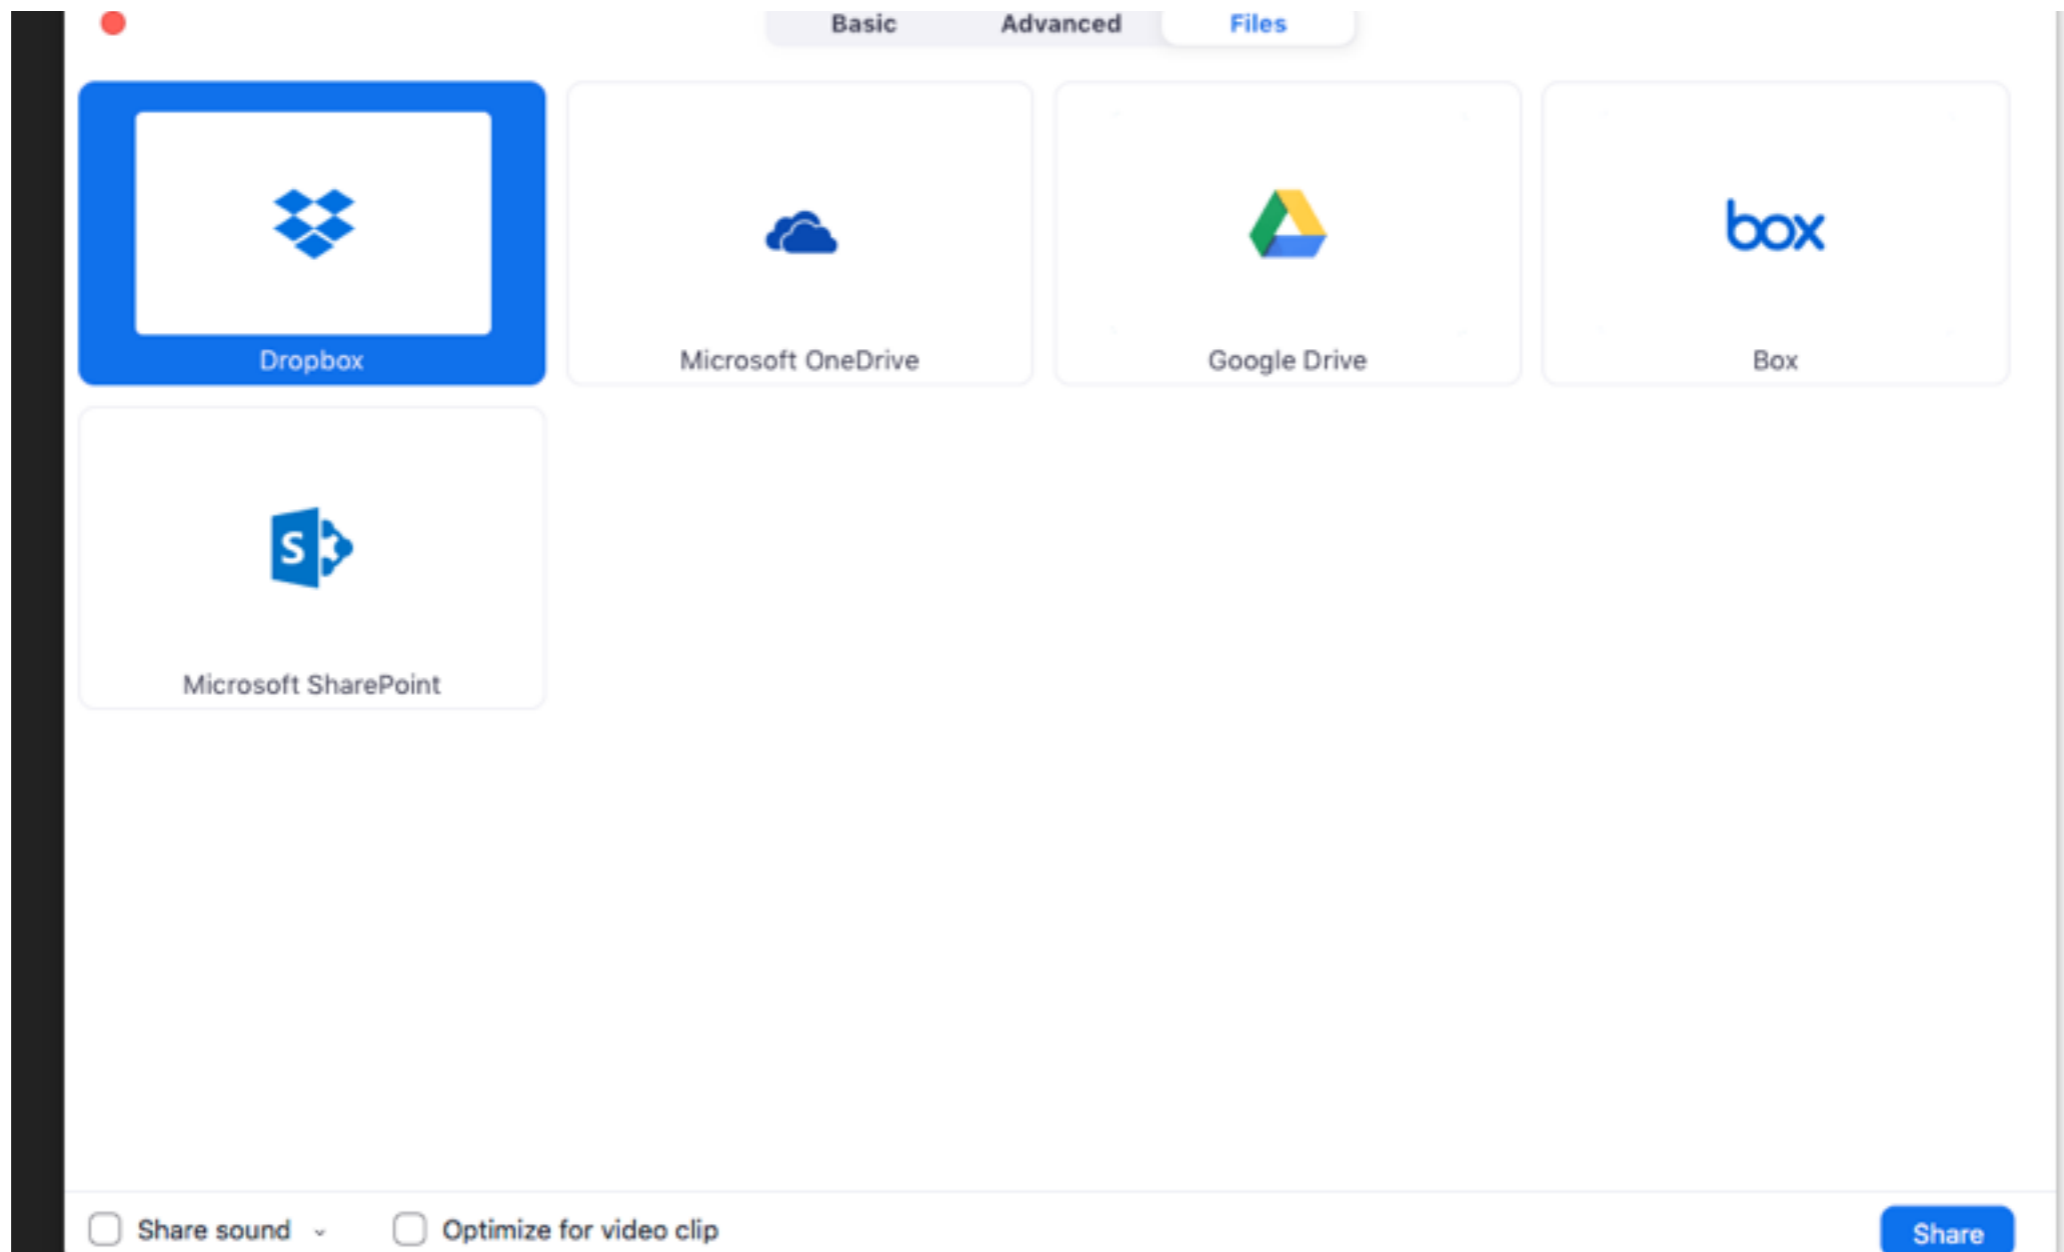 Basic Advanced Files
box
Dropbox Microsoft OneDrive Google Drive Box
S
Microsoft SharePoint
Share sound Optimize for video clip Share